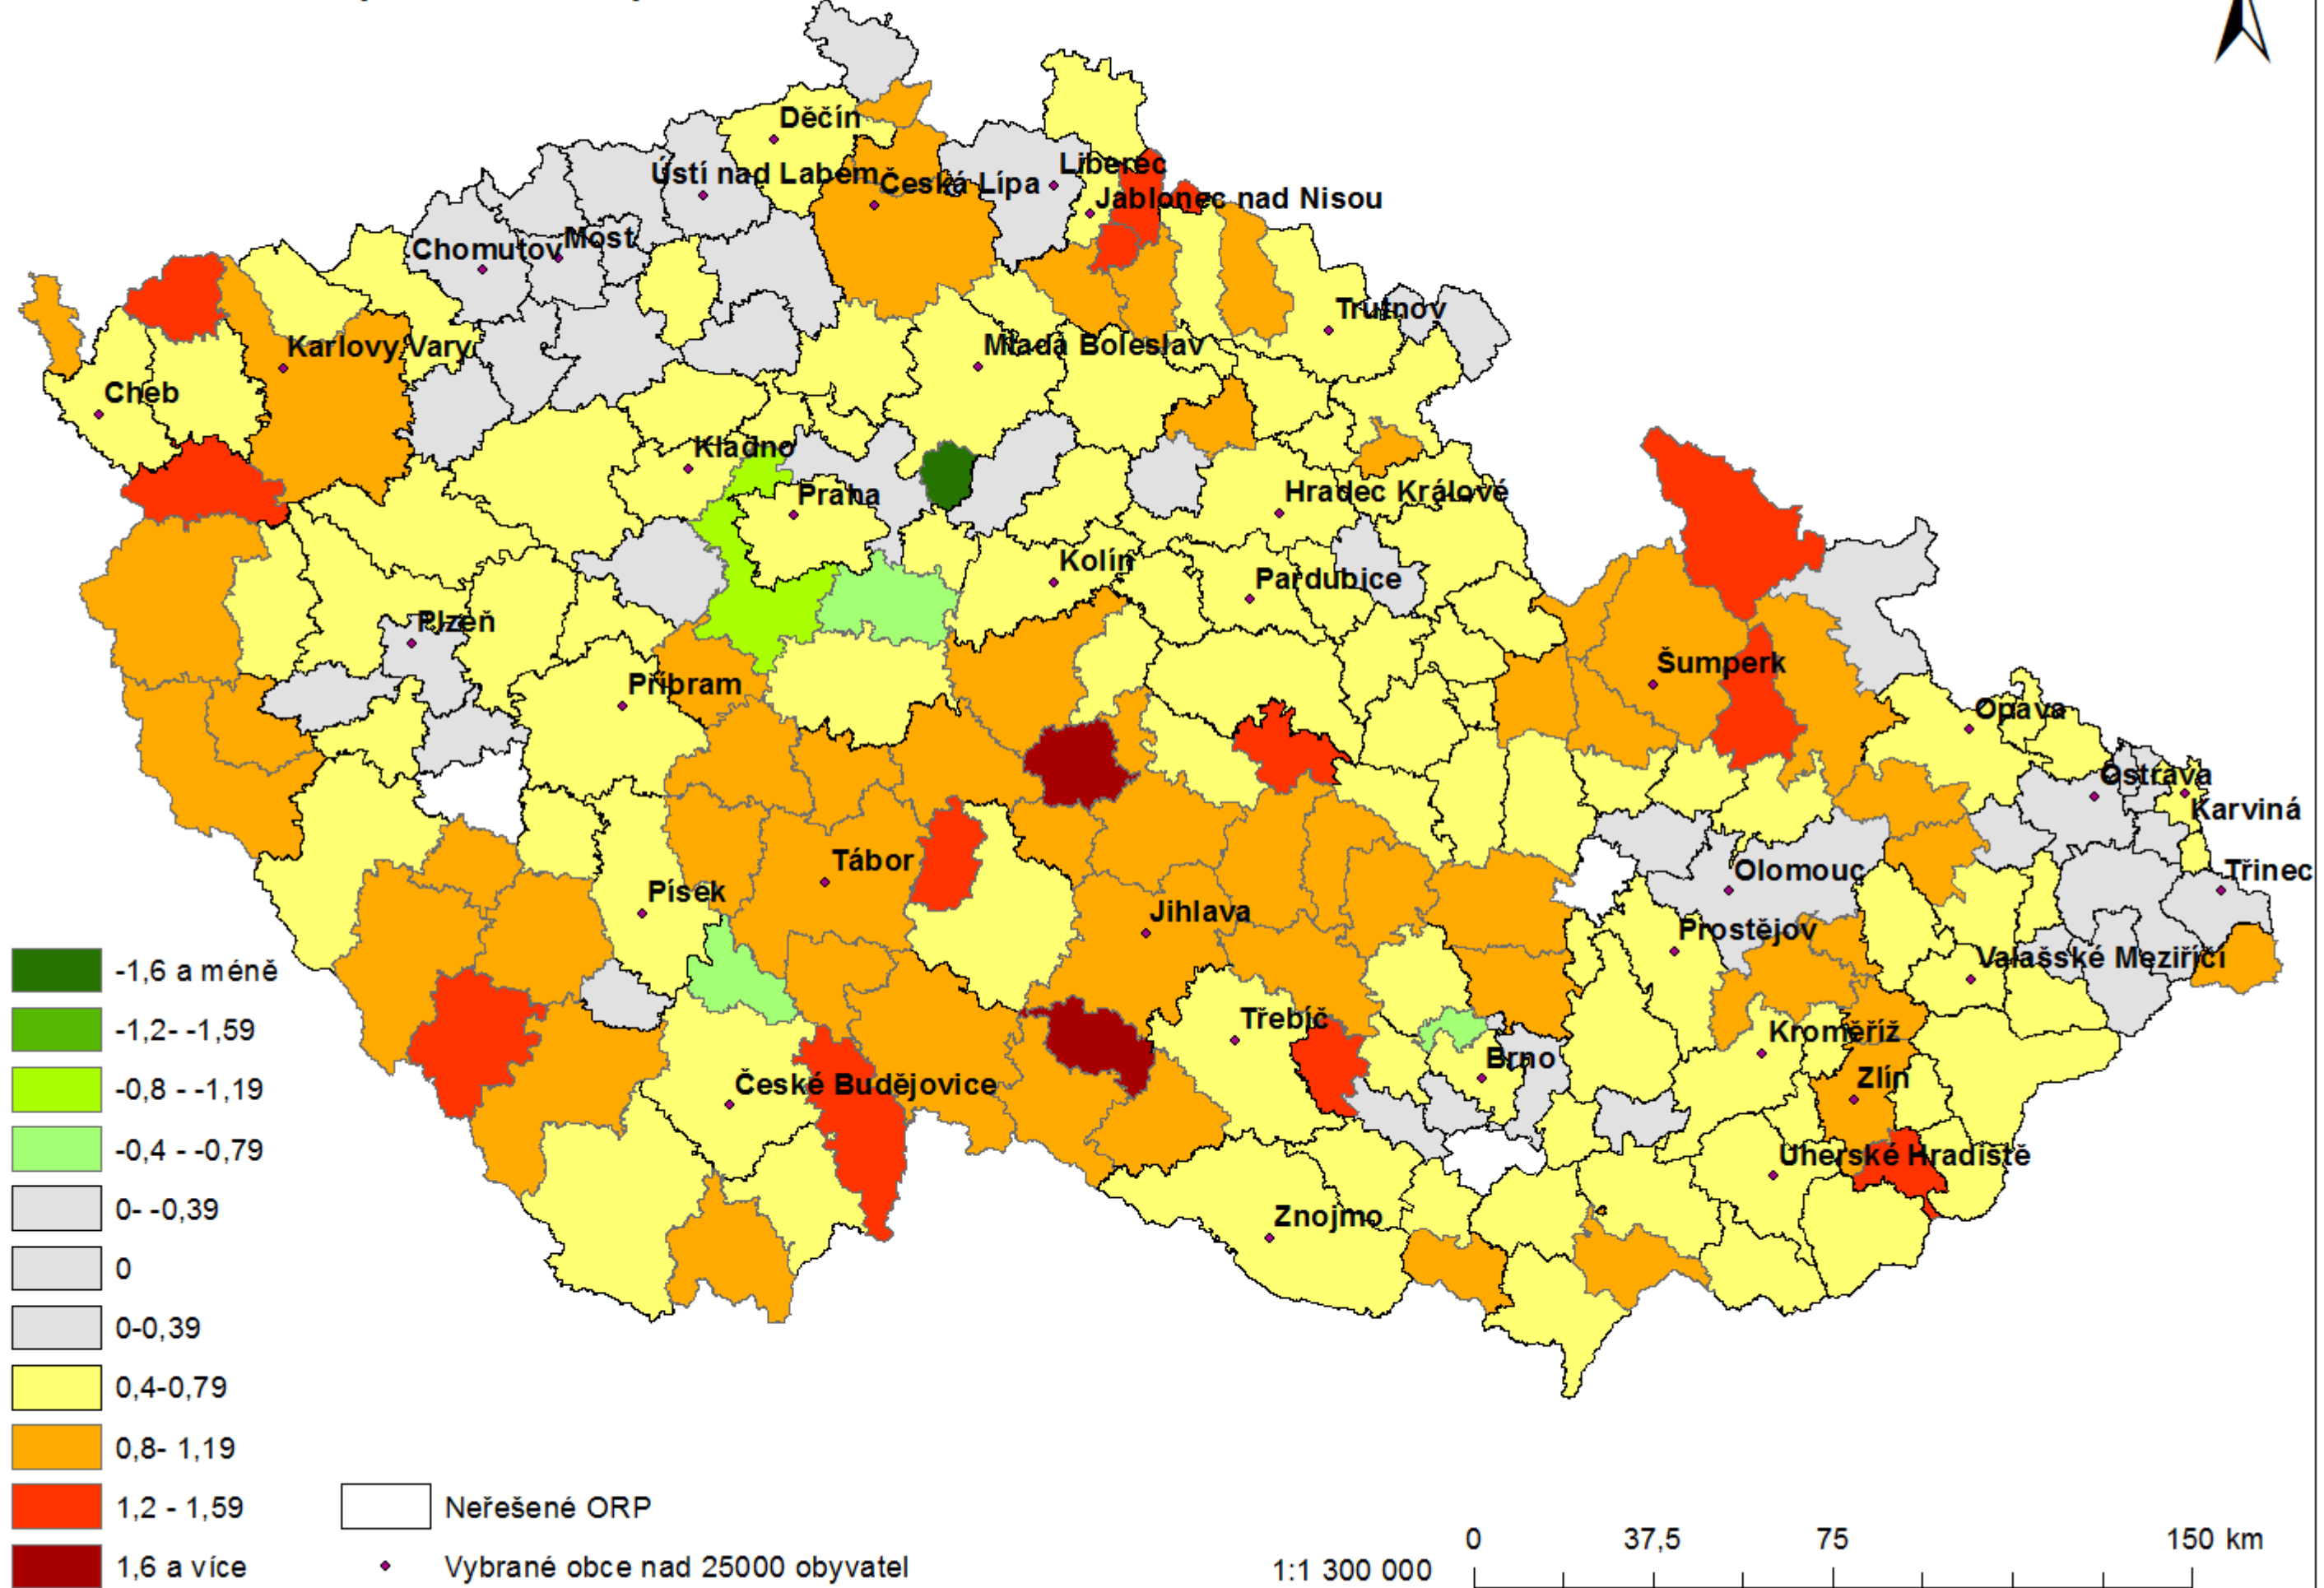 Děčín
Liberec
Ústí nad Labem
Česká Lípa
Jablonec nad Nisou
Chomutov
Most
Trutnov
Karlovy Vary
Mladá Boleslav
Cheb
Kladno
Praha
Hradec Králové
Kolín
Pardubice
Plzeň
Šumperk
Příbram
Opava
Ostrava
Karviná
Tábor
Olomouc
Třinec
Písek
Jihlava
Prostějov
Valašské Meziříčí
Třebíč
Kroměříž
Brno
České Budějovice
Zlín
Uherské Hradiště
Znojmo
-1,6 a méně
-1,2- -1,59
-0,8 - -1,19
-0,4 - -0,79
0- -0,39
0
0-0,39
0,4-0,79
0,8- 1,19
1,2 - 1,59
1,6 a více
Neřešené ORP
Vybrané obce nad 25000 obyvatel
1:1 300 000
0 37,5 75 150 km